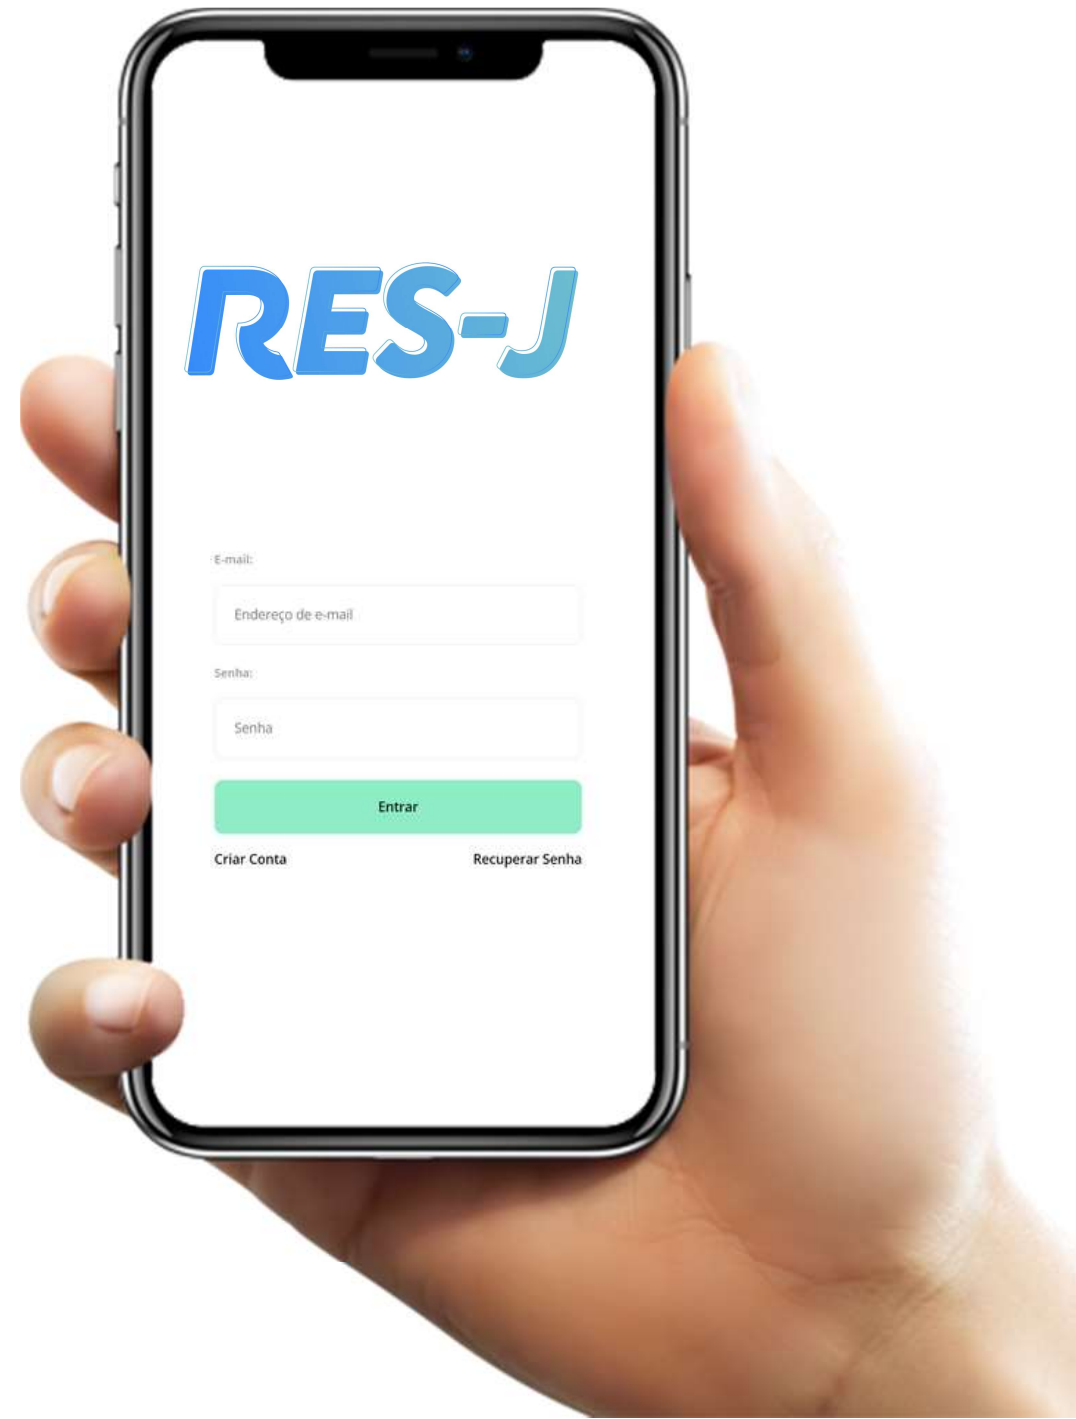 RES-J
E-mail:
Endereço de e-mail
Senha:
Senha
Entrar
Criar Conta Recuperar Senha